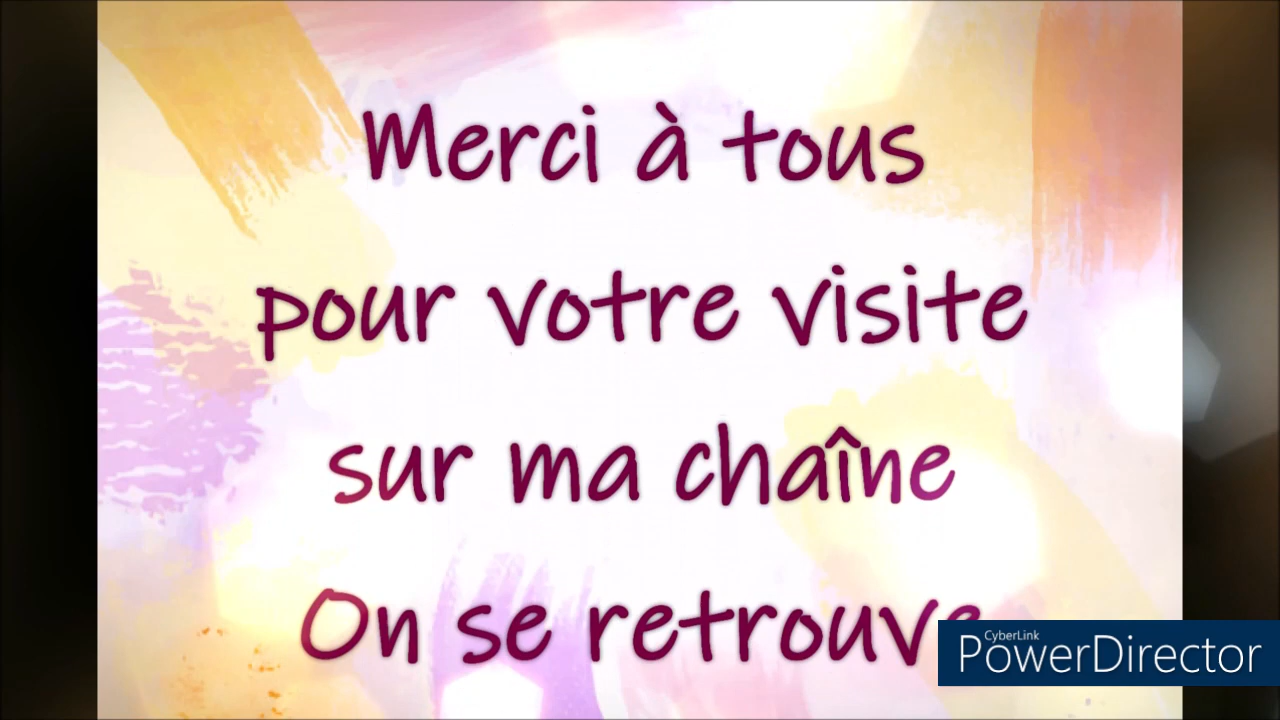 Merci à tous
pour votre visite
sur ma chaîne
On se retrouve
CyberLink
PowerDirector